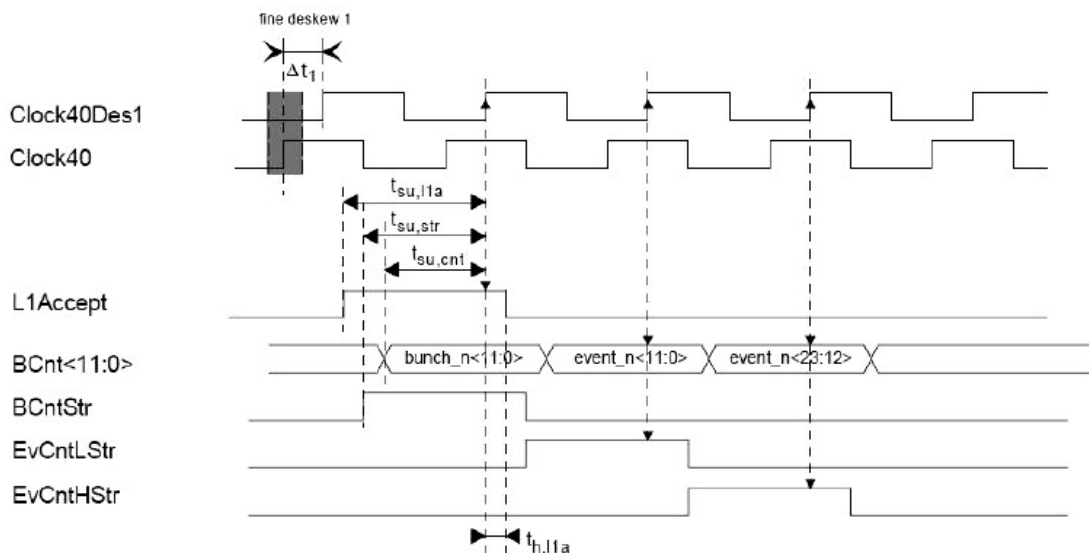 fine deskew 1
Δt1
Clock40Des1
Clock40
tsu,l1a
tsu,str
tsu,cnt
L1Accept
BCnt<11:0>
bunch_n<11:0>
event_n<11:0>
event_n<23:12>
BCntStr
EvCntLStr
EvCntHStr
th,l1a